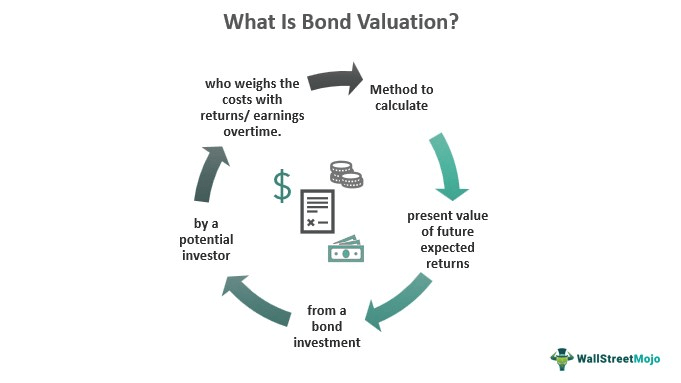 What Is Bond Valuation?
Method to
calculate
present value
of future
expected
returns
from a
bond
investment
by a
potential
investor
who weighs the
costs with
returns/ earnings
overtime.
$
WallStreetMojo